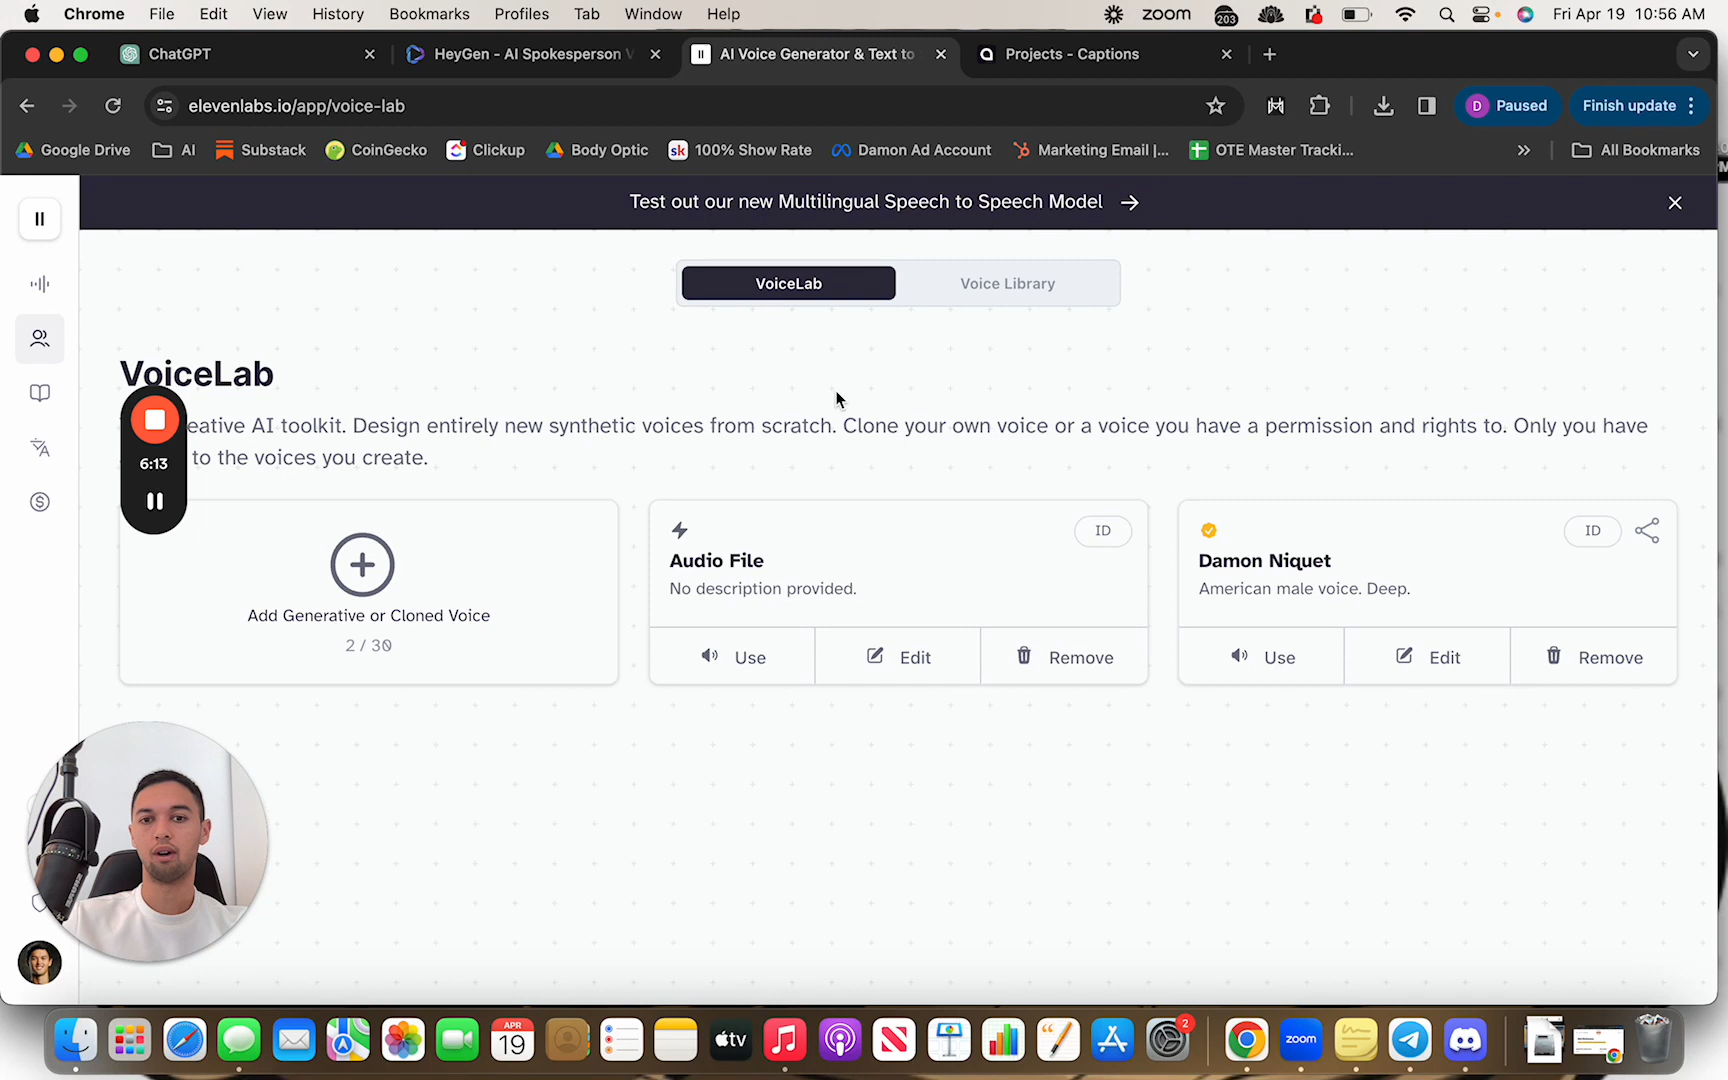 Chrome File Edit View History Bookmarks Profiles Tab Window Help zoom 203 Fri Apr 19 10:56 AM
ChatGPT HeyGen - AI Spokesperson V AI Voice Generator & Text to Projects - Captions
elevenlabs.io/app/voice-lab D Paused Finish update
Google Drive AI Substack CoinGecko Clickup Body Optic sk 100% Show Rate Damon Ad Account Marketing Email |... OTE Master Tracki... All Bookmarks
Test out our new Multilingual Speech to Speech Model
VoiceLab Voice Library
VoiceLab
eative AI toolkit. Design entirely new synthetic voices from scratch. Clone your own voice or a voice you have a permission and rights to. Only you have
to the voices you create.
6:13
Add Generative or Cloned Voice
2 / 30
Audio File ID
No description provided.
Use Edit Remove
Damon Niquet ID
American male voice. Deep.
Use Edit Remove
APR
19
tv
2
zoom